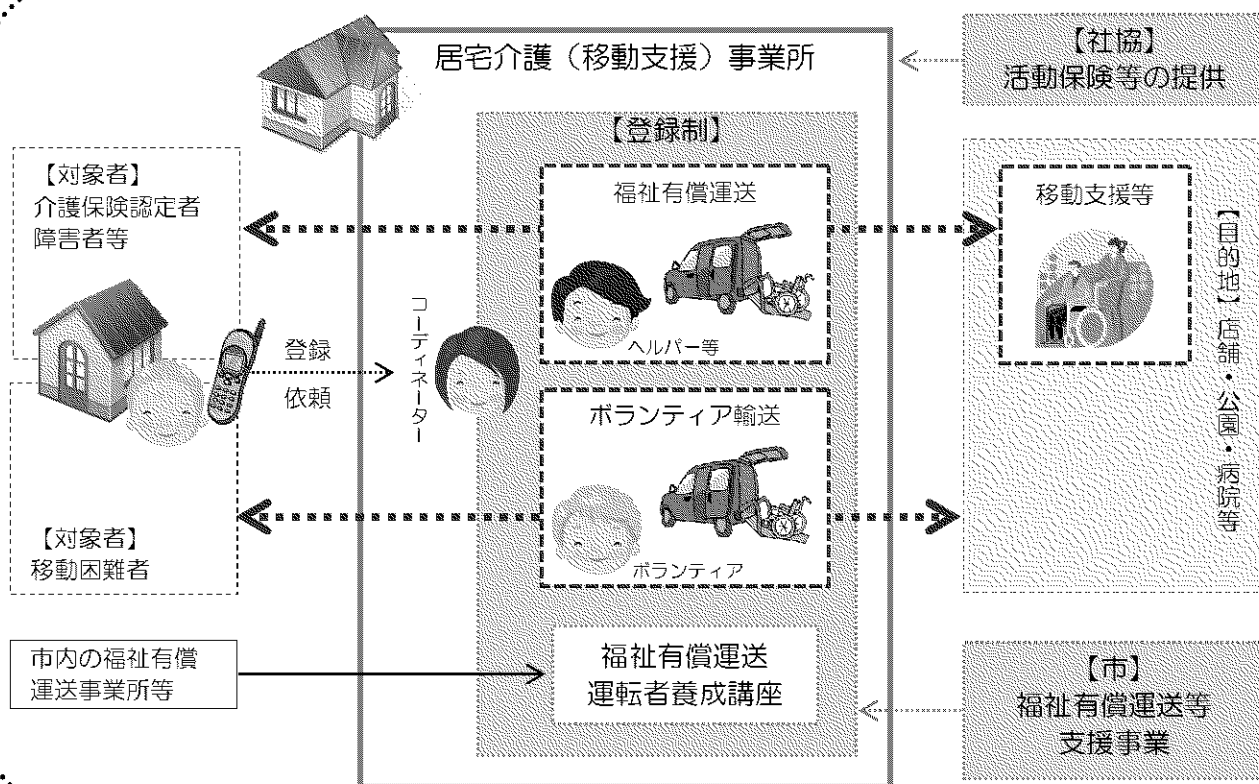 居宅介護（移動支援）事業所
【社協】
活動保険等の提供
【登録制】
【対象者】
介護保険認定者
障害者等
福祉有償運送
ヘルパー等
移動支援等
【目的地】店舗・公園・病院等
登録
依頼
コーディネーター
ボランティア輸送
ボランティア
【対象者】
移動困難者
市内の福祉有償
運送事業所等
福祉有償運送
運転者養成講座
【市】
福祉有償運送等
支援事業